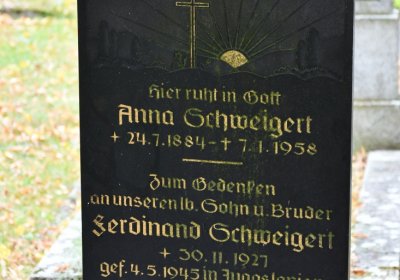 Hier ruht in Gott
Anna Schweigert
+ 24.7.1884 - + 7.1.1958
Zum Gedenken
an unseren lb. Sohn u. Bruder
Ferdinand Schweigert
+ 30.11.1927
gef. 4.5.1945 in Jugoslavien